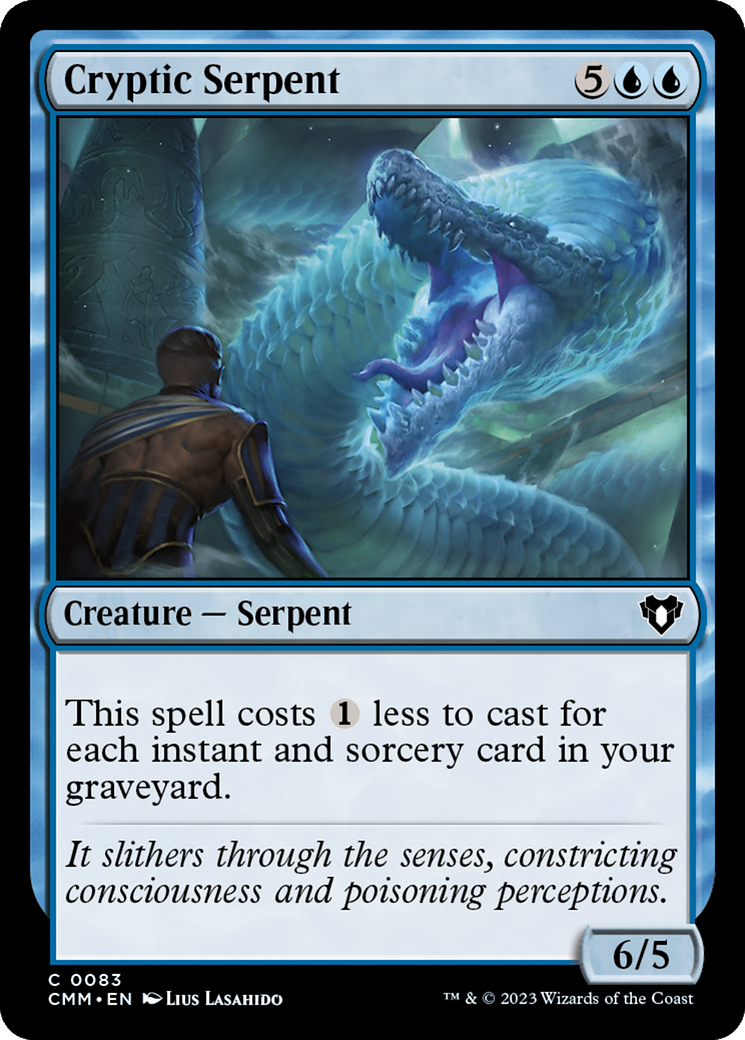 Cryptic Serpent 5
Creature — Serpent
This spell costs 1 less to cast for
each instant and sorcery card in your
graveyard.
It slithers through the senses, constricting
consciousness and poisoning perceptions.
6/5
C 0083
CMM • EN Lius Lasahido
™ & © 2023 Wizards of the Coast